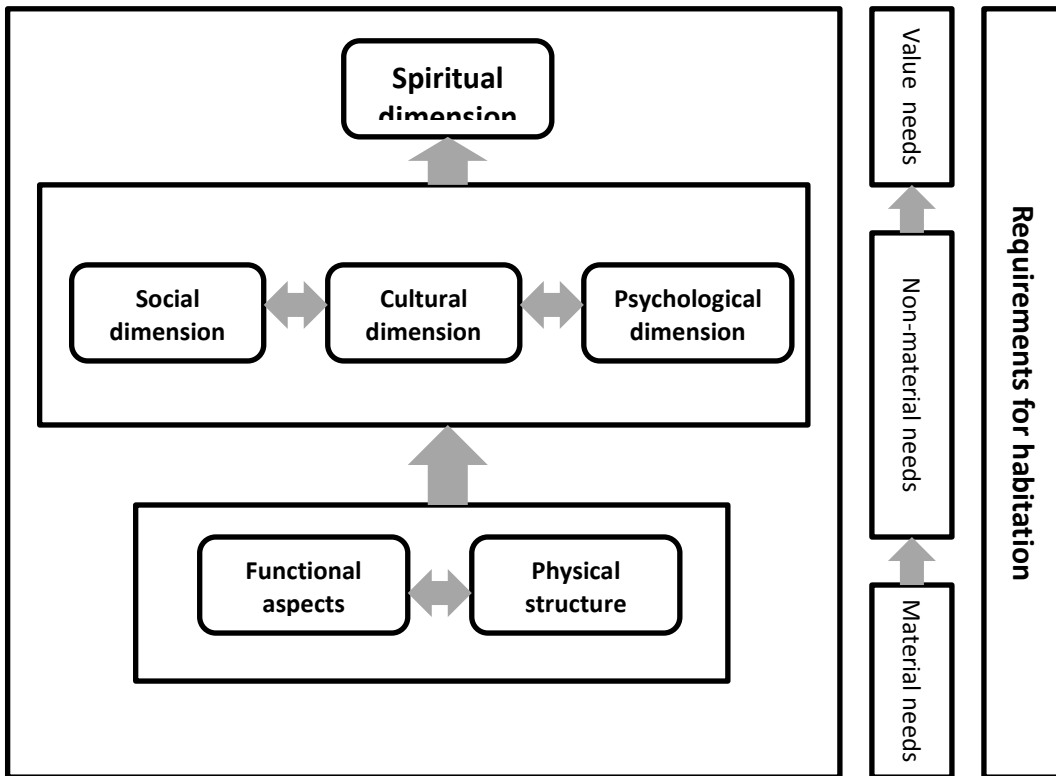 Spiritual
dimension
Social
dimension
Cultural
dimension
Psychological
dimension
Functional
aspects
Physical
structure
Value needs
Non-material needs
Material needs
Requirements for habitation